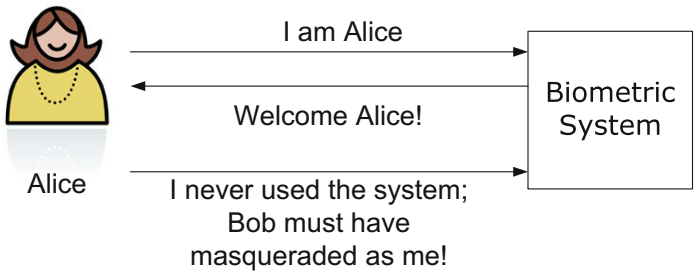 I am Alice
Welcome Alice!
Biometric
System
Alice
I never used the system;
Bob must have
masqueraded as me!